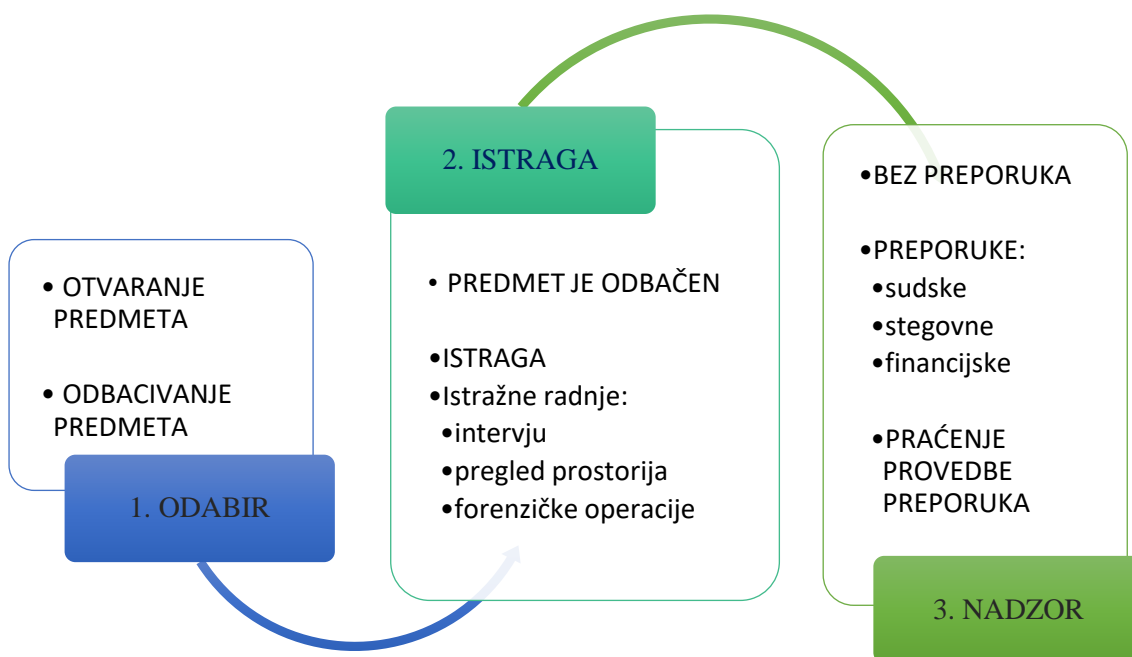 • OTVARANJE
PREDMETA
• ODBACIVANJE
PREDMETA
1. ODABIR
2. ISTRAGA
• PREDMET JE ODBAČEN
•ISTRAGA
•Istražne radnje:
•intervju
•pregled prostorija
•forenzičke operacije
•BEZ PREPORUKA
•PREPORUKE:
•sudske
•stegovne
•financijske
•PRAĆENJE
PROVEDBE
PREPORUKA
3. NADZOR